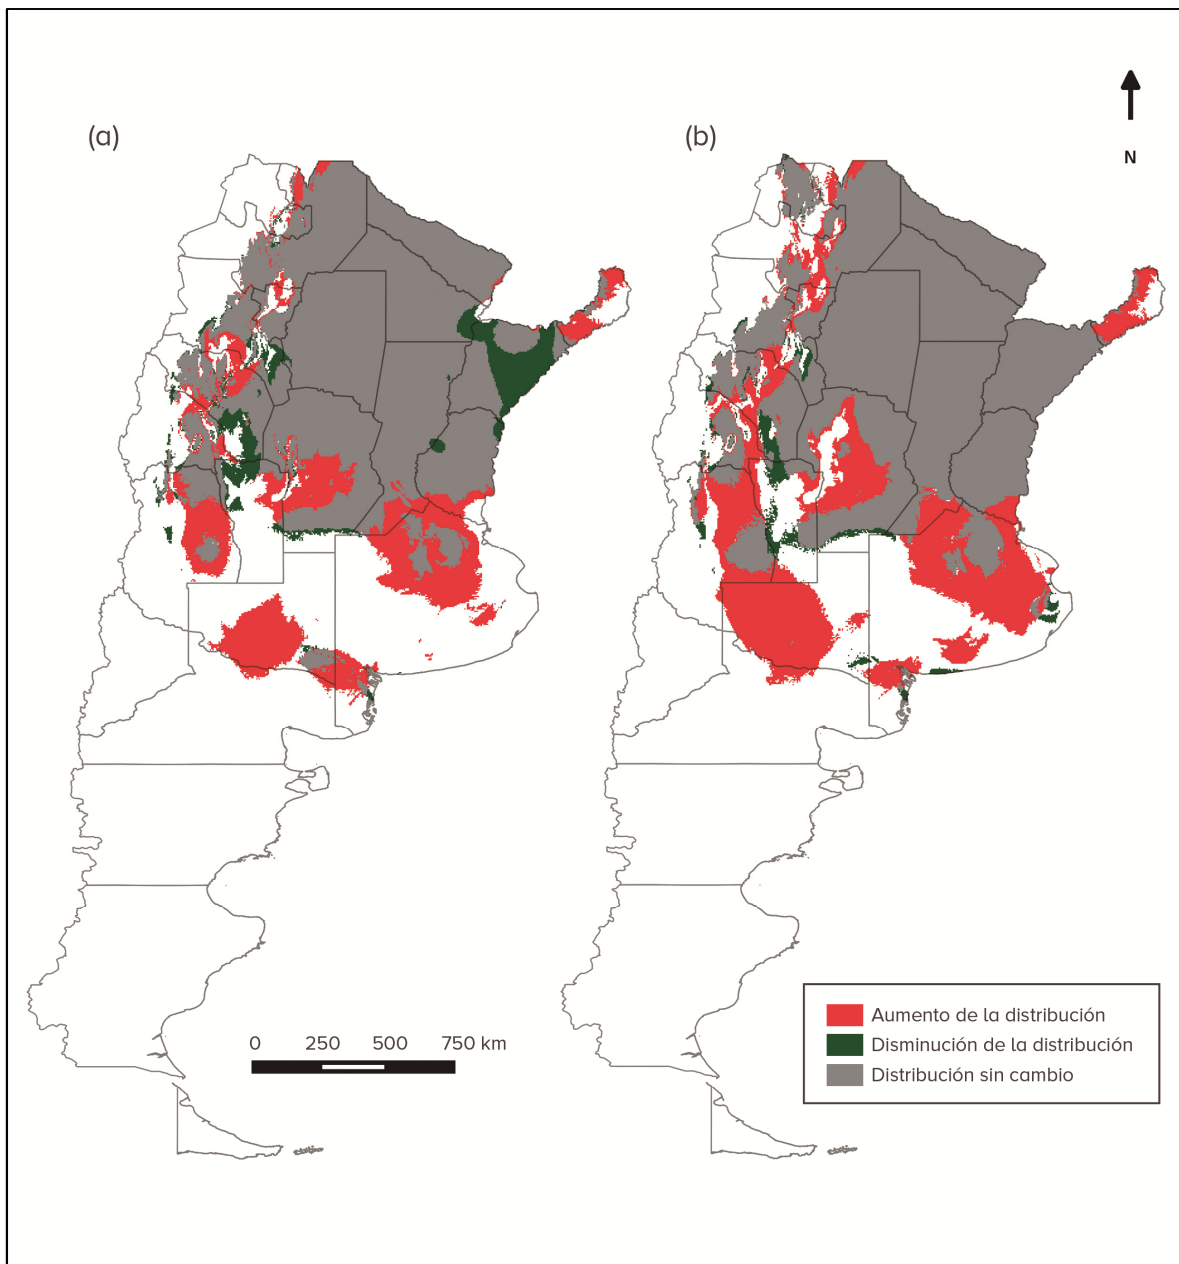 (a)
(b)
N
0 250 500 750 km
Aumento de la distribución
Disminución de la distribución
Distribución sin cambio